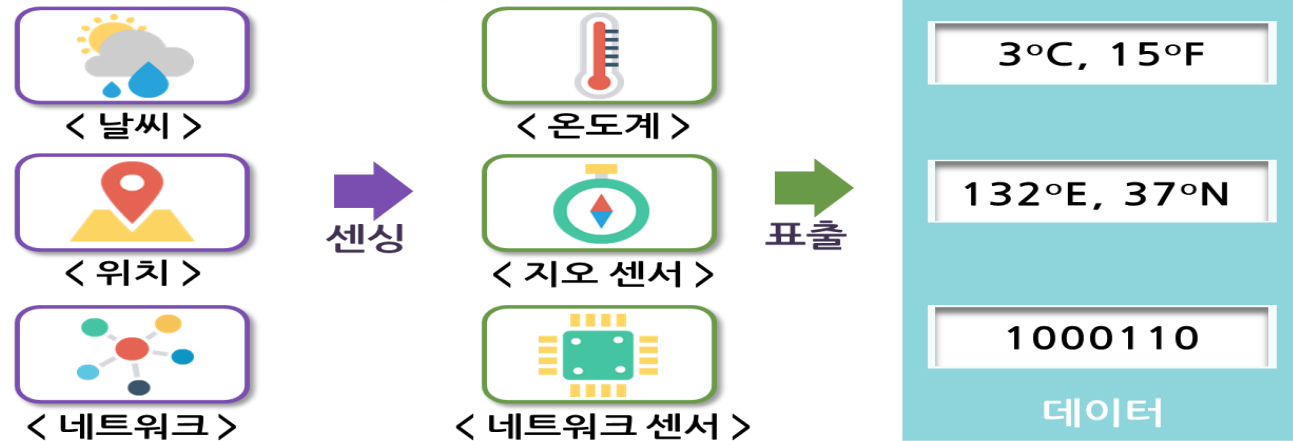 3°C, 15°F
< 날씨 >
< 온도계 >
132°E, 37°N
센싱
표출
< 위치 >
< 지오 센서 >
1000110
< 네트워크 >
< 네트워크 센서 >
데이터